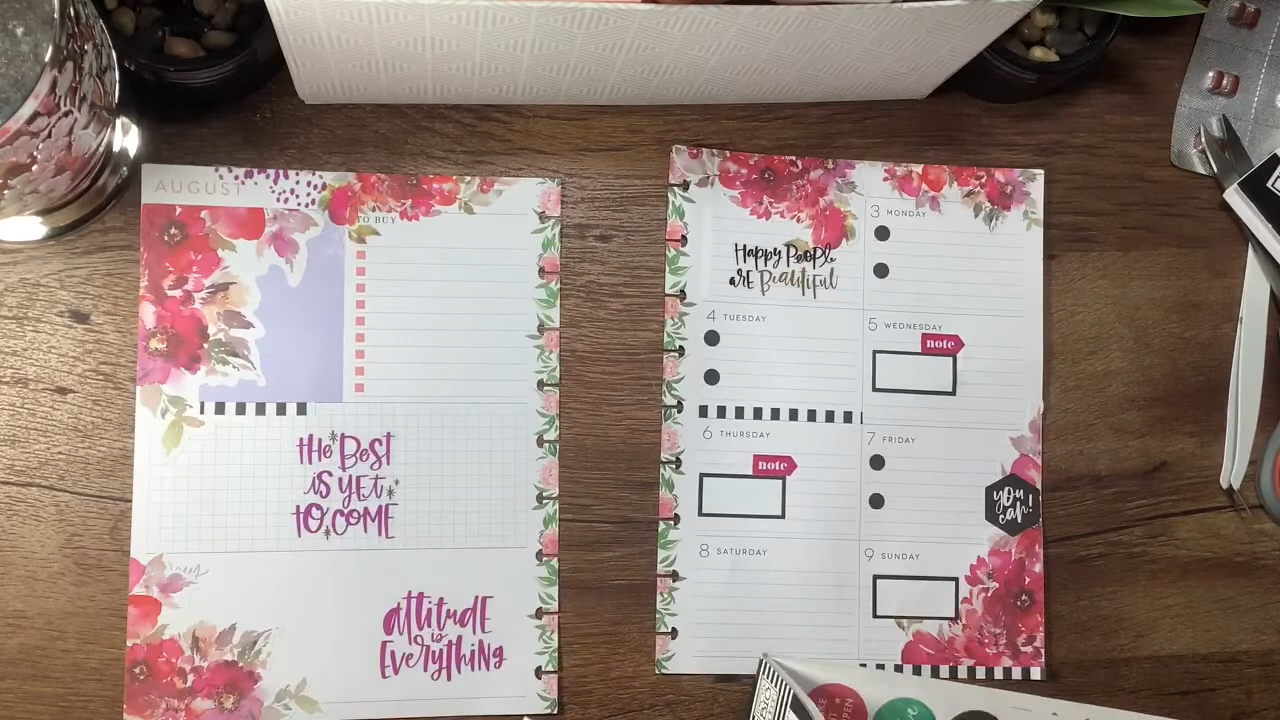 AUGUST
TO BUY
the Best
is yet
to come
attitude
is
Everything
Happy People
are Beautiful
3 MONDAY
4 TUESDAY
5 WEDNESDAY
note
6 THURSDAY
note
7 FRIDAY
you
can!
8 SATURDAY
9 SUNDAY